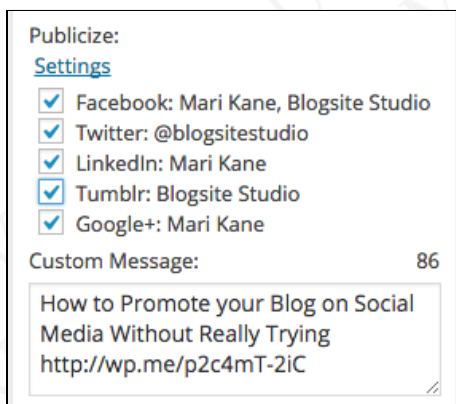 Publicize:
Settings
Facebook: Mari Kane, Blogsite Studio
Twitter: @blogsitestudio
LinkedIn: Mari Kane
Tumblr: Blogsite Studio
Google+: Mari Kane
Custom Message: 86
How to Promote your Blog on Social
Media Without Really Trying
http://wp.me/p2c4mT-2iC